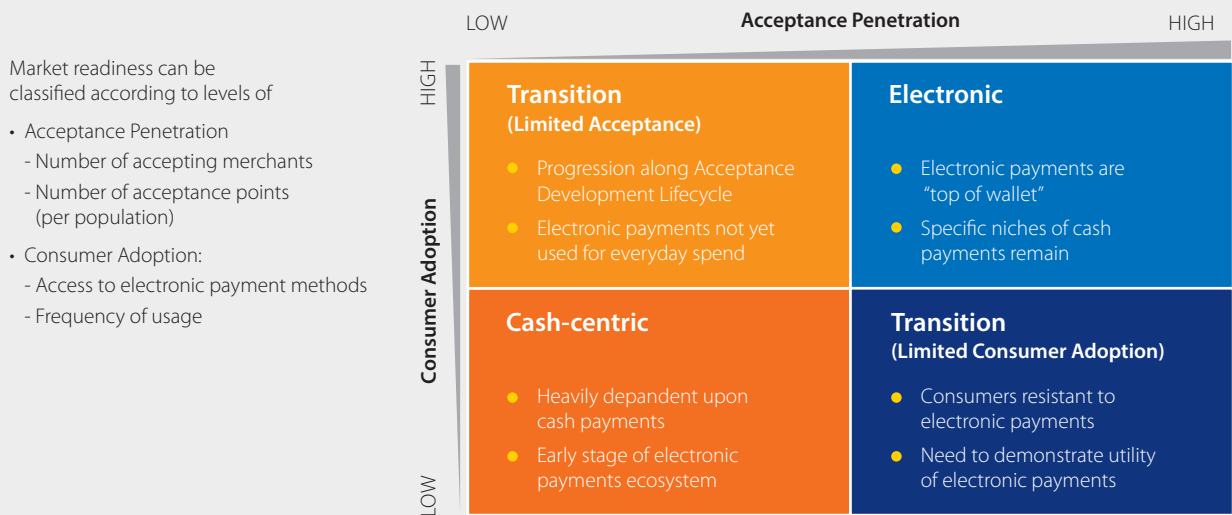 LOW
Acceptance Penetration
HIGH
Market readiness can be
classified according to levels of
• Acceptance Penetration
- Number of accepting merchants
- Number of acceptance points
(per population)
• Consumer Adoption:
- Access to electronic payment methods
- Frequency of usage
HIGH
Consumer Adoption
LOW
Transition
(Limited Acceptance)
• Progression along Acceptance
Development Lifecycle
• Electronic payments not yet
used for everyday spend
Electronic
• Electronic payments are
“top of wallet”
• Specific niches of cash
payments remain
Cash-centric
• Heavily depandent upon
cash payments
• Early stage of electronic
payments ecosystem
Transition
(Limited Consumer Adoption)
• Consumers resistant to
electronic payments
• Need to demonstrate utility
of electronic payments